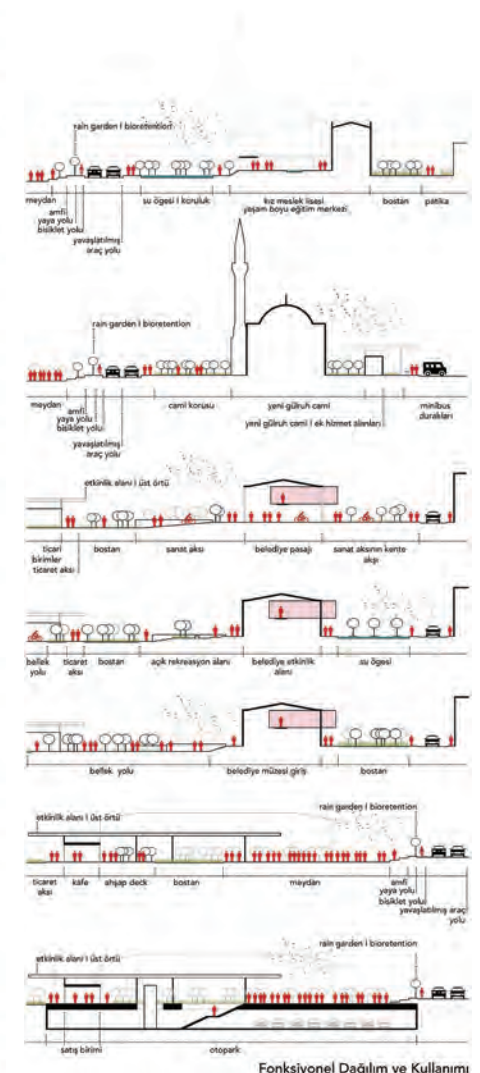 rain garden I bioretention
meydan
su ögesi I koruluk
kız meslek lisesi
bostan
patika
amfi
yaşam boyu eğitim merkezi
yaya yolu
bisiklet yolu
yavaşlatılmış
araç yolu
rain garden I bioretention
meydan
cami korusu
yeni gülruh cami
minibus
durakları
amfi
yaya yolu
yeni gülruh cami I ek hizmet alanları
bisiklet yolu
yavaşlatılmış
araç yolu
etkinlik alanı I üst örtü
ticari
birimler
bostan
sanat aksı
belediye pasajı
sanat aksının kente
akışı
ticaret aksı
bellek
yolu
ticaret
aksı
bostan
açık rekreasyon alanı
belediye etkinlik
alanı
su ögesi
bellek yolu
belediye müzesi giriş
bostan
rain garden I bioretention
etkinlik alanı I üst örtü
ticaret
aksı
kafe
ahşap deck
bostan
meydan
amfi
yaya yolu
bisiklet yolu
yavaşlatılmış araç
yolu
rain garden I bioretention
etkinlik alanı I üst örtü
satış birimi
otopark
Fonksiyonel Dağılım ve Kullanımı